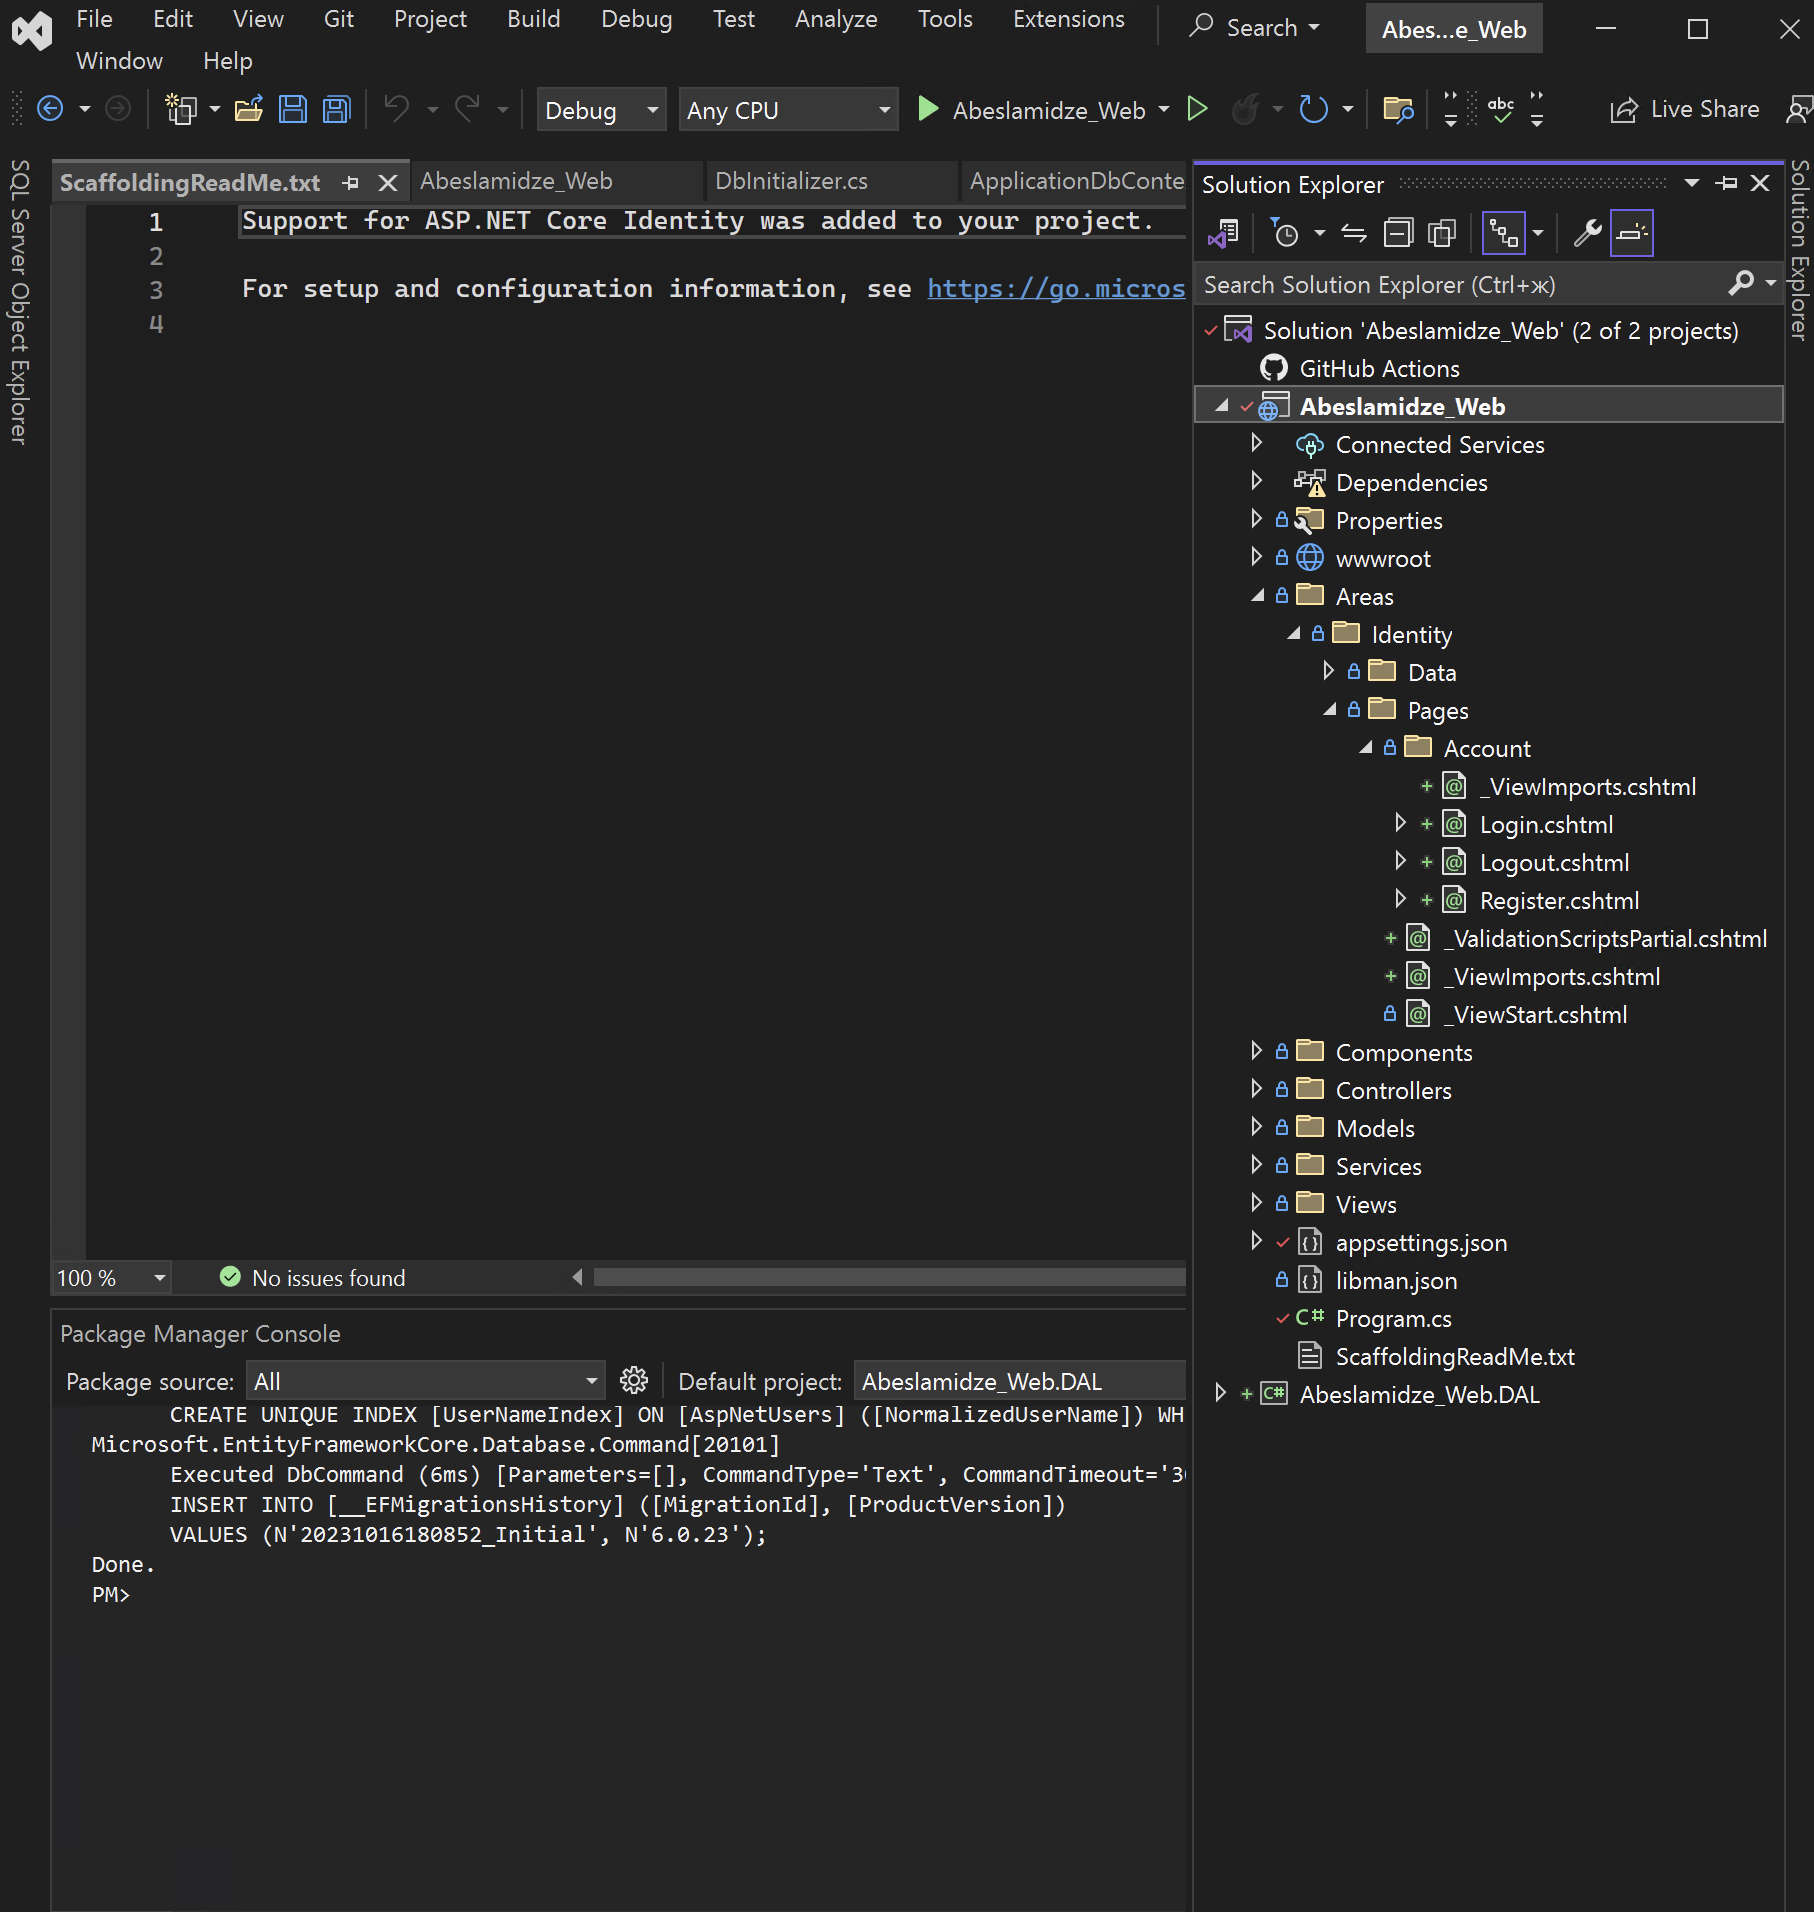 File Edit View Git Project Build Debug Test Analyze Tools Extensions Search Abes...e_Web
Window Help
Debug Any CPU Abeslamidze_Web abc Live Share
SQL Server Object Explorer
ScaffoldingReadMe.txt Abeslamidze_Web DbInitializer.cs ApplicationDbConte
1 Support for ASP.NET Core Identity was added to your project.
2
3 For setup and configuration information, see https://go.micros
4
100 % No issues found
Package Manager Console
Package source: All Default project: Abeslamidze_Web.DAL
CREATE UNIQUE INDEX [UserNameIndex] ON [AspNetUsers] ([NormalizedUserName]) WH
Microsoft.EntityFrameworkCore.Database.Command[20101]
Executed DbCommand (6ms) [Parameters=[], CommandType='Text', CommandTimeout='3
INSERT INTO [__EFMigrationsHistory] ([MigrationId], [ProductVersion])
VALUES (N'20231016180852_Initial', N'6.0.23');
Done.
PM>
Solution Explorer
Search Solution Explorer (Ctrl+ж)
Solution 'Abeslamidze_Web' (2 of 2 projects)
GitHub Actions
Abeslamidze_Web
Connected Services
Dependencies
Properties
wwwroot
Areas
Identity
Data
Pages
Account
_ViewImports.cshtml
Login.cshtml
Logout.cshtml
Register.cshtml
_ValidationScriptsPartial.cshtml
_ViewImports.cshtml
_ViewStart.cshtml
Components
Controllers
Models
Services
Views
appsettings.json
libman.json
C# Program.cs
ScaffoldingReadMe.txt
C# Abeslamidze_Web.DAL
Solution Explorer